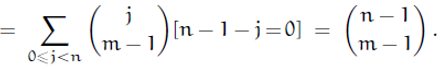 = ∑_{0⩽j<n} \binom{j}{m−1} [n−1−j=0] = \binom{n−1}{m−1}.